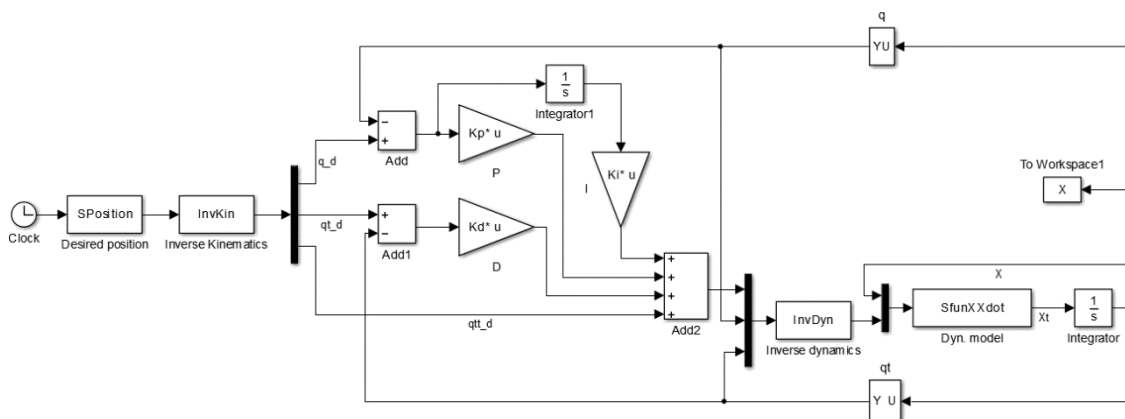 q
YU
1
s
Integrator1
−
+
Add
Kp* u
P
Ki* u
I
To Workspace1
X
q_d
Clock
SPosition
Desired position
InvKin
Inverse Kinematics
qt_d
+
−
Add1
Kd* u
D
qtt_d
+
+
+
+
Add2
InvDyn
Inverse dynamics
X
SfunXXdot
Dyn. model
Xt
1
s
Integrator
qt
Y U